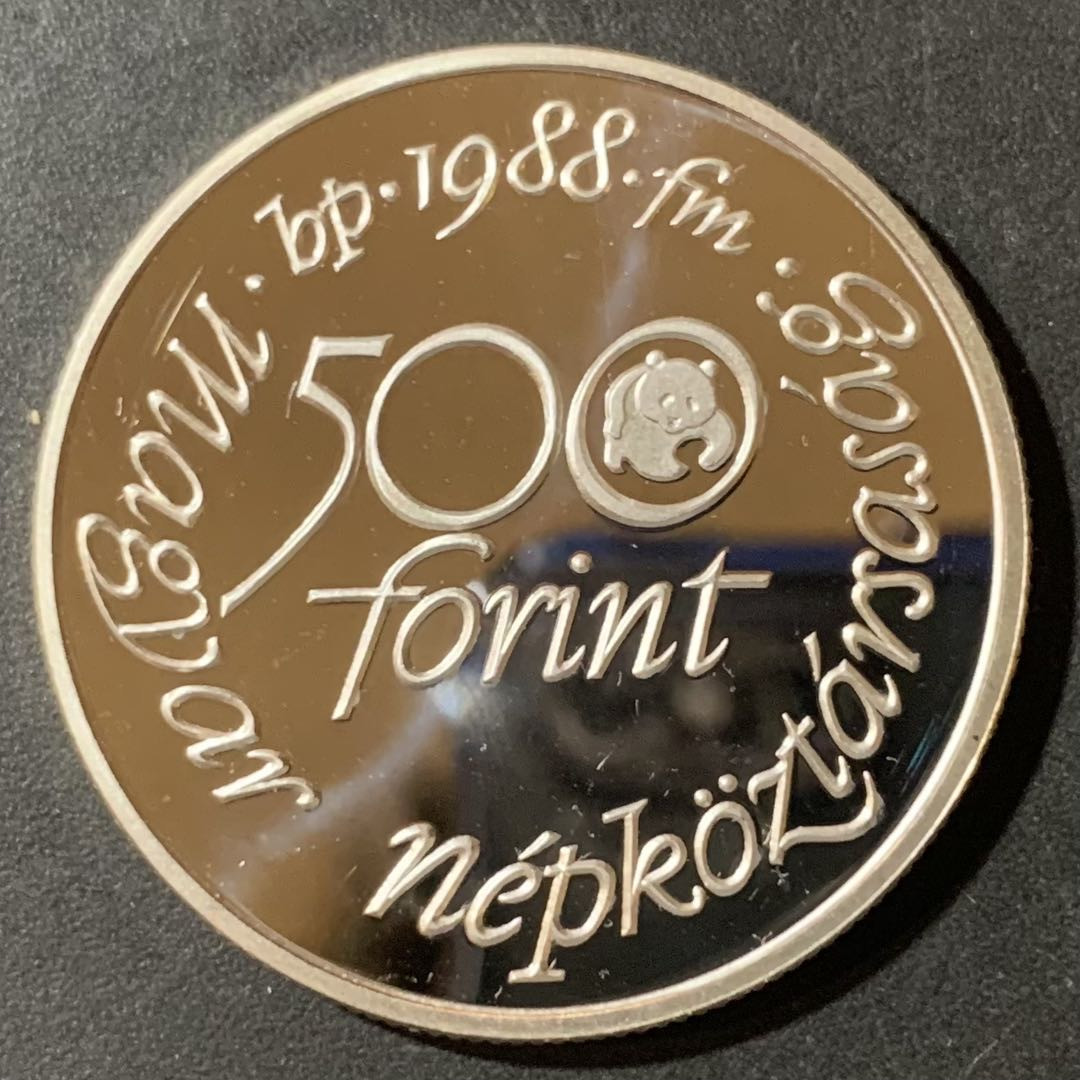 bp. 1988. fm.
500
forint
Magyar népköztársaság.